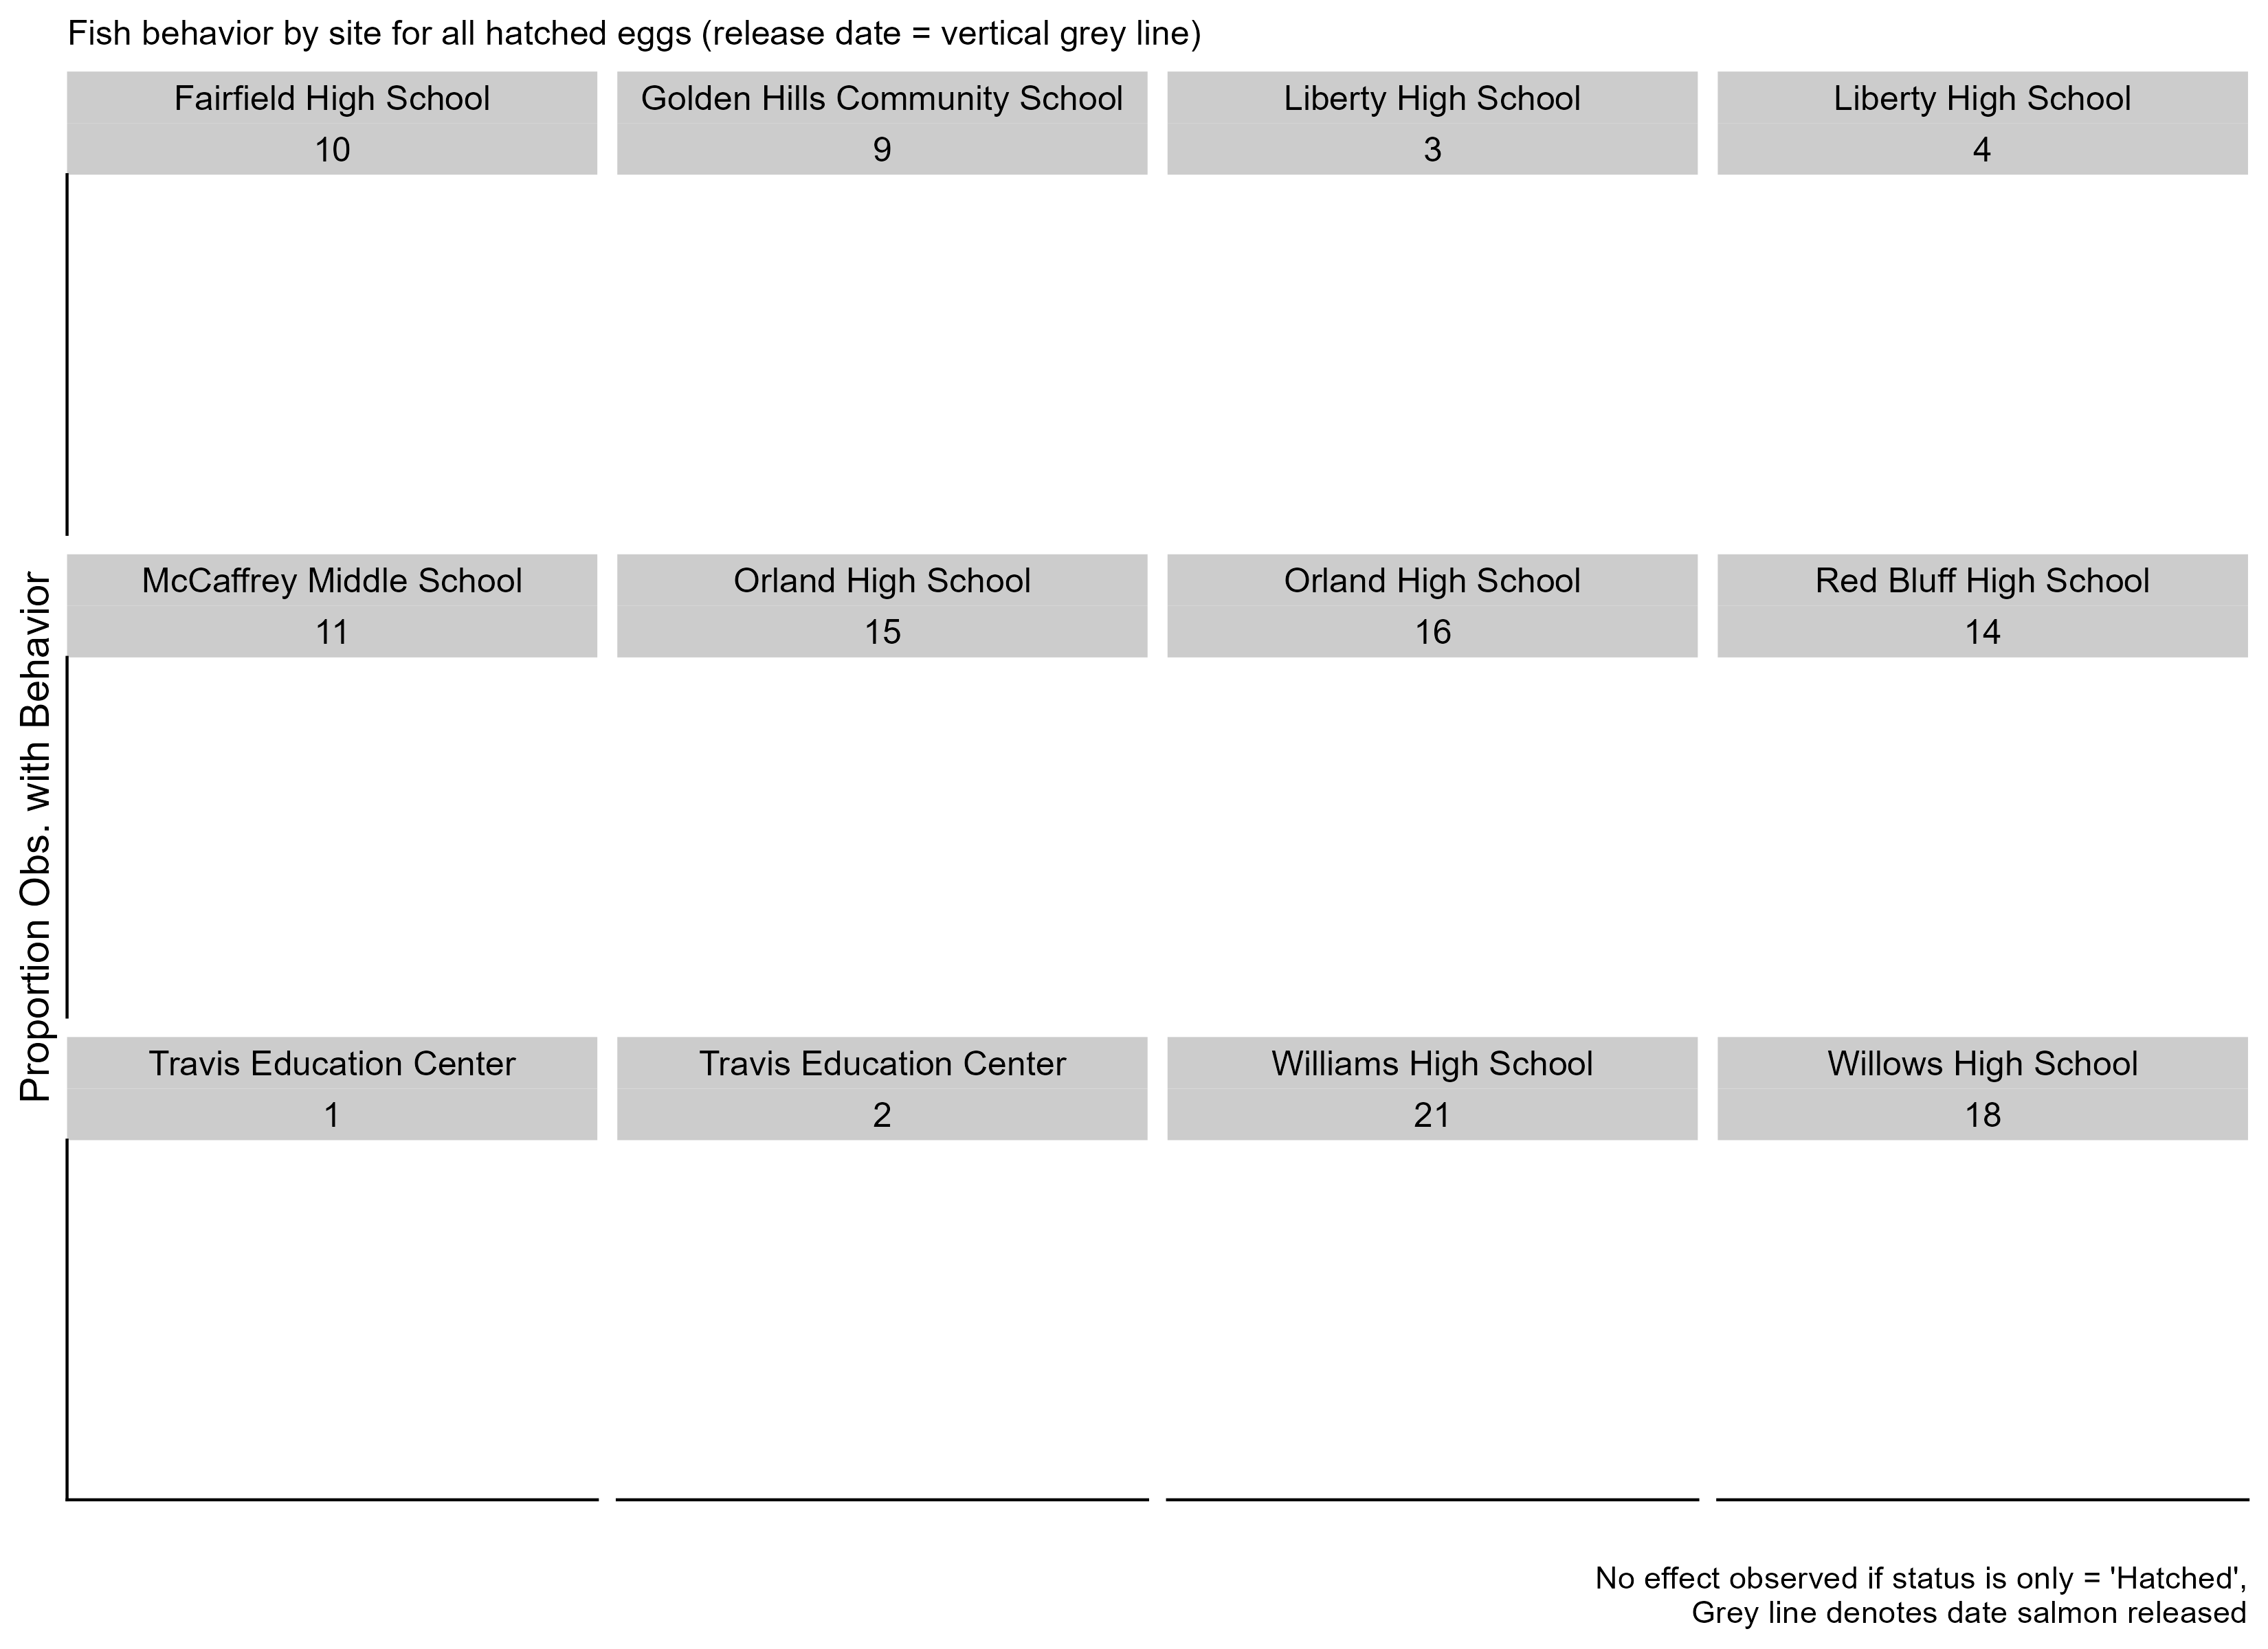 Fish behavior by site for all hatched eggs (release date = vertical grey line)
Fairfield High School
10
Golden Hills Community School
9
Liberty High School
3
Liberty High School
4
Proportion Obs. with Behavior
McCaffrey Middle School
11
Orland High School
15
Orland High School
16
Red Bluff High School
14
Travis Education Center
1
Travis Education Center
2
Williams High School
21
Willows High School
18
No effect observed if status is only = 'Hatched',
Grey line denotes date salmon released